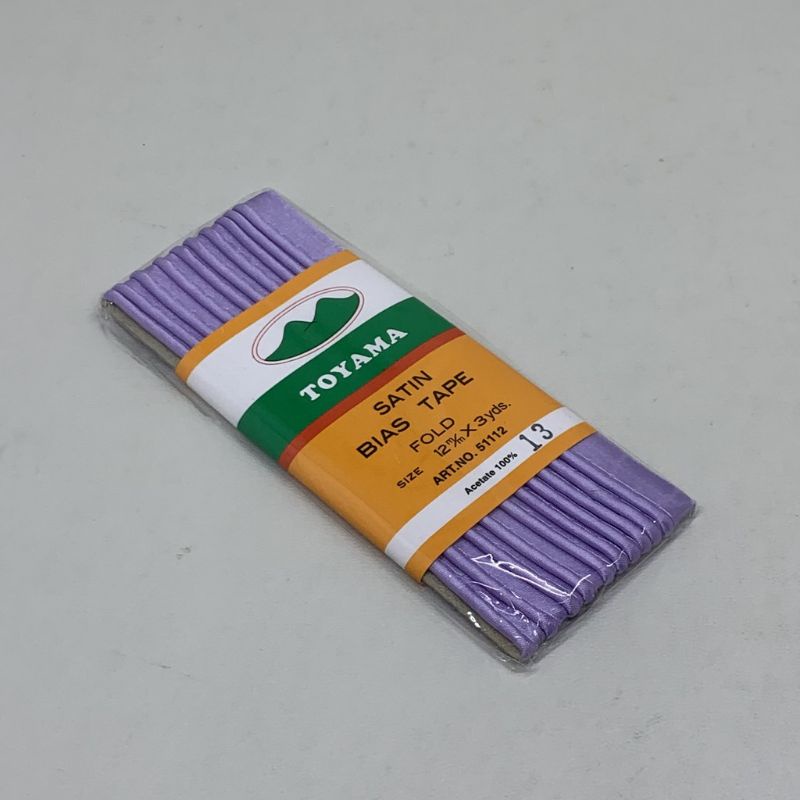 TOYAMA
SATIN
BIAS TAPE
FOLD
SIZE 12m/m X 3yds.
ART.NO. 51112
Acetate 100% 13